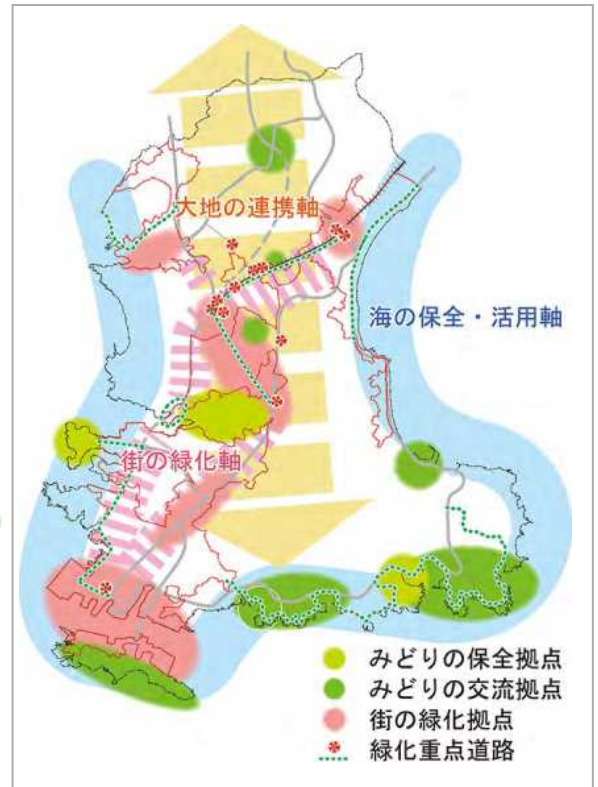 大地の連携軸
海の保全・活用軸
街の緑化軸
みどりの保全拠点
みどりの交流拠点
街の緑化拠点
緑化重点道路